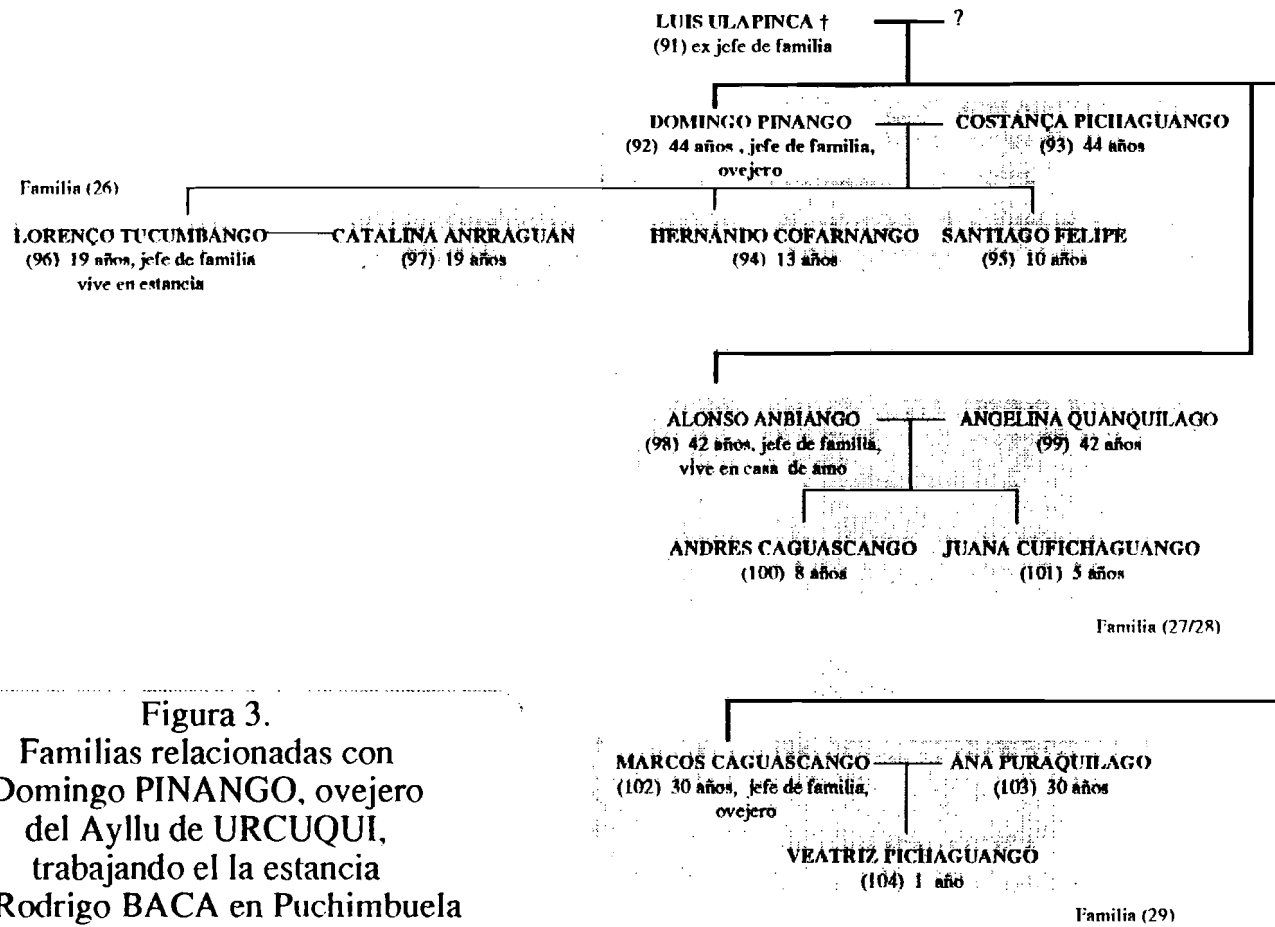 LUIS ULAPINCA † ?
(91) ex jefe de familia
DOMINGO PINANGO COSTANÇA PICHAGUANGO
(92) 44 años , jefe de familia, (93) 44 años
ovejero
Familia (26)
LORENÇO TUCUMBANGO CATALINA ANRRAGUAN HERNANDO COFARNANGO SANTIAGO FELIPE
(96) 19 años, jefe de familia (97) 19 años (94) 13 años (95) 10 años
vive en estancia
ALONSO ANBIANGO ANGELINA QUANQUILAGO
(98) 42 años, jefe de familia, (99) 42 años
vive en casa de amo
ANDRES CAGUASCANGO JUANA CUFICHAGUANGO
(100) 8 años (101) 5 años
Familia (27/28)
MARCOS CAGUASCANGO ANA PURAQUILAGO
(102) 30 años, jefe de familia, (103) 30 años
ovejero
VEATRIZ PICHAGUANGO
(104) 1 año
Familia (29)
Figura 3.
Familias relacionadas con
Domingo PINANGO, ovejero
del Ayllu de URCUQUI,
trabajando el la estancia
Rodrigo BACA en Puchimbuela